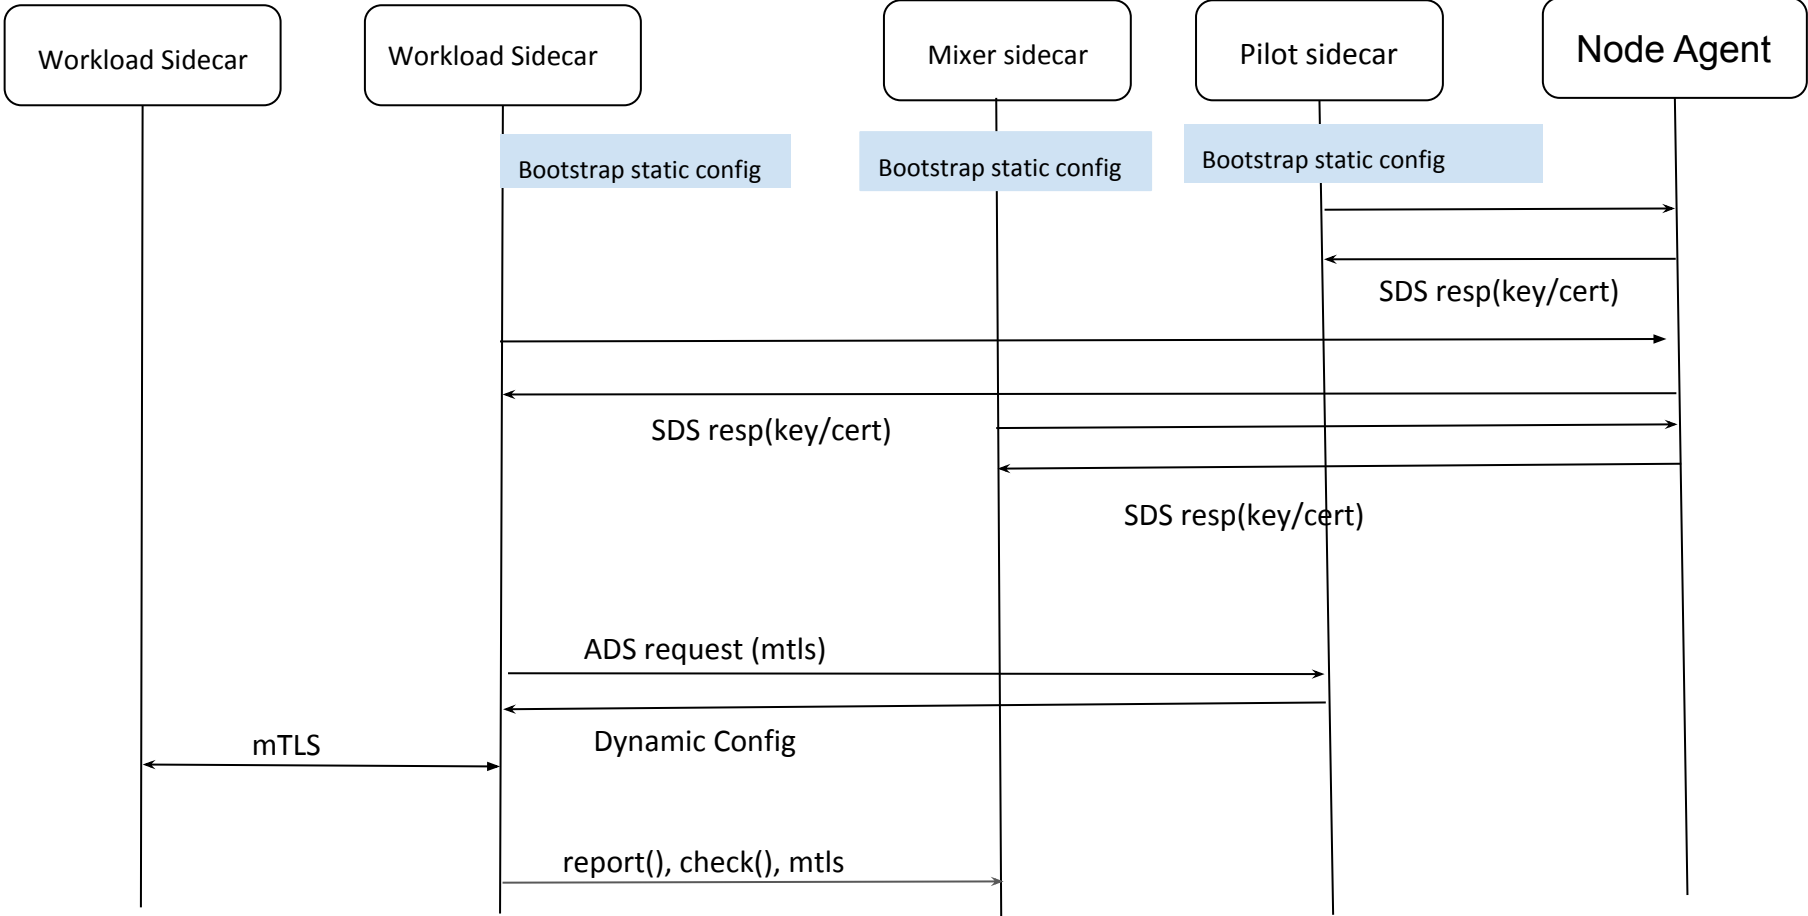 Workload Sidecar
Workload Sidecar
Mixer sidecar
Pilot sidecar
Node Agent
Bootstrap static config
Bootstrap static config
Bootstrap static config
SDS resp(key/cert)
SDS resp(key/cert)
SDS resp(key/cert)
ADS request (mtls)
Dynamic Config
mTLS
report(), check(), mtls